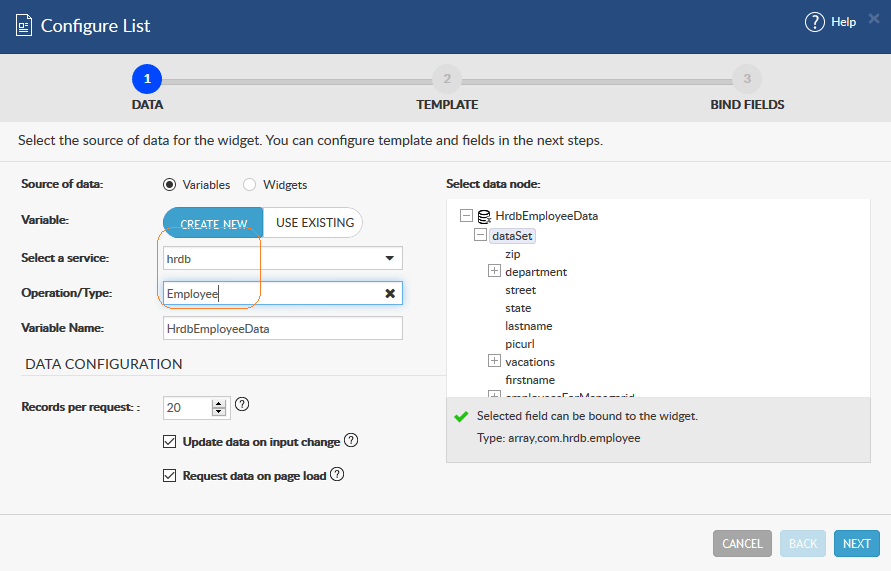 Configure List
Help
1
2
3
DATA
TEMPLATE
BIND FIELDS
Select the source of data for the widget. You can configure template and fields in the next steps.
Source of data:
Variables
Widgets
Variable:
CREATE NEW
USE EXISTING
Select a service:
hrdb
Operation/Type:
Employee
Variable Name:
HrdbEmployeeData
DATA CONFIGURATION
Records per request: :
20
Update data on input change
Request data on page load
Select data node:
HrdbEmployeeData
dataSet
zip
department
street
state
lastname
picurl
vacations
firstname
Selected field can be bound to the widget.
Type: array,com.hrdb.employee
CANCEL
BACK
NEXT